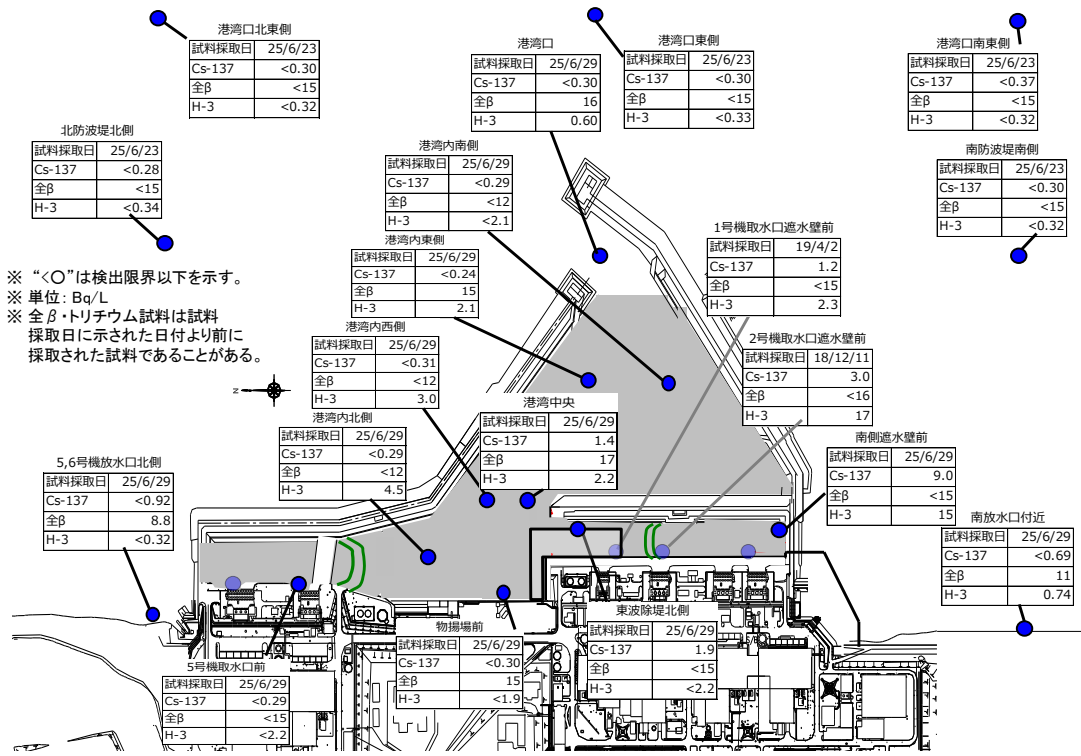 港湾口北東側
試料採取日 25/6/23
Cs-137 <0.30
全β <15
H-3 <0.32
港湾口
試料採取日 25/6/29
Cs-137 <0.30
全β 16
H-3 0.60
港湾口東側
試料採取日 25/6/23
Cs-137 <0.30
全β <15
H-3 <0.33
港湾口南東側
試料採取日 25/6/23
Cs-137 <0.37
全β <15
H-3 <0.32
北防波堤北側
試料採取日 25/6/23
Cs-137 <0.28
全β <15
H-3 <0.34
港湾内南側
試料採取日 25/6/29
Cs-137 <0.29
全β <12
H-3 <2.1
南防波堤南側
試料採取日 25/6/23
Cs-137 <0.30
全β <15
H-3 <0.32
港湾内東側
試料採取日 25/6/29
Cs-137 <0.24
全β 15
H-3 2.1
1号機取水口遮水壁前
試料採取日 19/4/2
Cs-137 1.2
全β <15
H-3 2.3
※ “<〇”は検出限界以下を示す。
※ 単位: Bq/L
※ 全β・トリチウム試料は試料
採取日に示された日付より前に
採取された試料であることがある。
港湾内西側
試料採取日 25/6/29
Cs-137 <0.31
全β <12
H-3 3.0
2号機取水口遮水壁前
試料採取日 18/12/11
Cs-137 3.0
全β <16
H-3 17
Z
港湾中央
試料採取日 25/6/29
Cs-137 1.4
全β 17
H-3 2.2
港湾内北側
試料採取日 25/6/29
Cs-137 <0.29
全β <12
H-3 4.5
南側遮水壁前
試料採取日 25/6/29
Cs-137 9.0
全β <15
H-3 15
5,6号機放水口北側
試料採取日 25/6/29
Cs-137 <0.92
全β 8.8
H-3 <0.32
南放水口付近
試料採取日 25/6/29
Cs-137 <0.69
全β 11
H-3 0.74
物揚場前
試料採取日 25/6/29
Cs-137 <0.30
全β 15
H-3 <1.9
東波除堤北側
試料採取日 25/6/29
Cs-137 1.9
全β <15
H-3 <2.2
5号機取水口前
試料採取日 25/6/29
Cs-137 <0.29
全β <15
H-3 <2.2